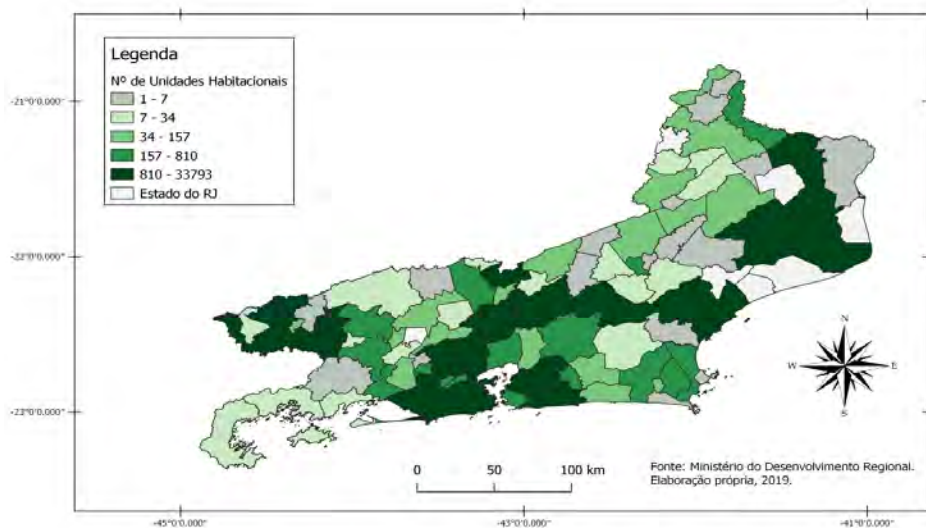 Legenda
Nº de Unidades Habitacionais
1 - 7
7 - 34
34 - 157
157 - 810
810 - 33793
Estado do RJ
-21°0'0.000"
-22°0'0.000"
-23°0'0.000"
N
W
E
S
0 50 100 km
Fonte: Ministério do Desenvolvimento Regional.
Elaboração própria, 2019.
-45°0'0.000" -43°0'0.000" -41°0'0.000"